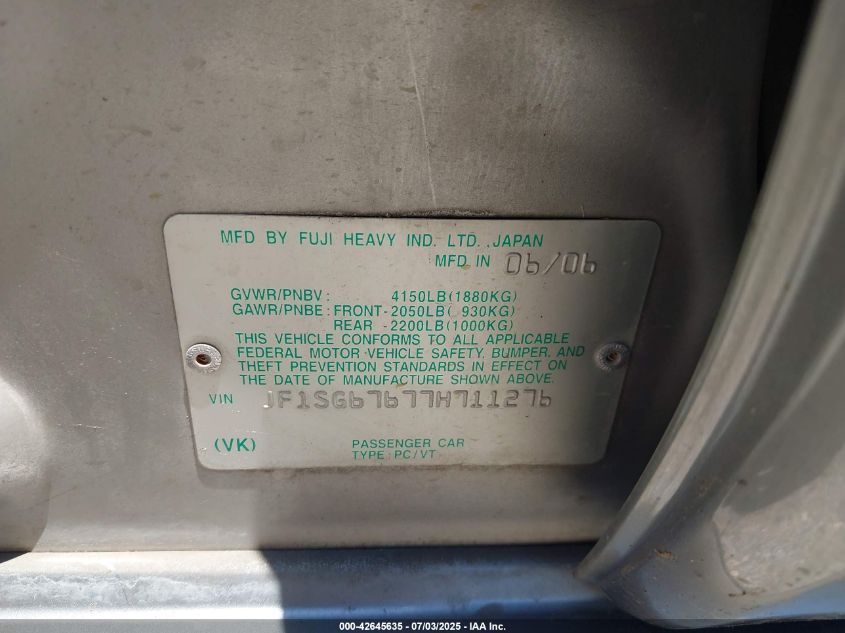 MFD BY FUJI HEAVY IND. LTD. JAPAN
MFD IN 06/06
GVWR/PNBV: 4150LB(1880KG)
GAWR/PNBE: FRONT-2050LB( 930KG)
REAR -2200LB(1000KG)
THIS VEHICLE CONFORMS TO ALL APPLICABLE
FEDERAL MOTOR VEHICLE SAFETY, BUMPER, AND
THEFT PREVENTION STANDARDS IN EFFECT ON
THE DATE OF MANUFACTURE SHOWN ABOVE.
VIN JF1SG67677H711276
(VK) PASSENGER CAR
TYPE:PC/VT
000-42645635 - 07/03/2025 - IAA Inc.